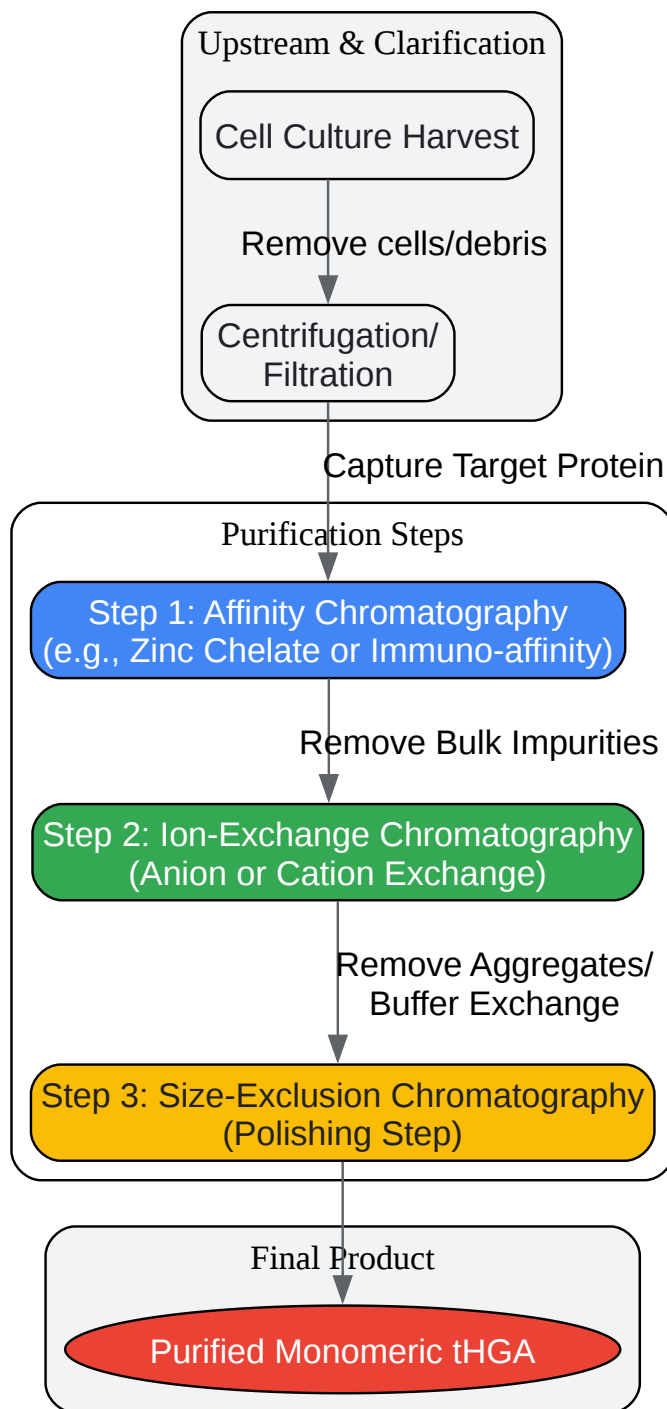 Upstream & Clarification
Cell Culture Harvest
Remove cells/debris
Centrifugation/
Filtration
Capture Target Protein
Purification Steps
Step 1: Affinity Chromatography
(e.g., Zinc Chelate or Immuno-affinity)
Remove Bulk Impurities
Step 2: Ion-Exchange Chromatography
(Anion or Cation Exchange)
Remove Aggregates/
Buffer Exchange
Step 3: Size-Exclusion Chromatography
(Polishing Step)
Final Product
Purified Monomeric tHGA